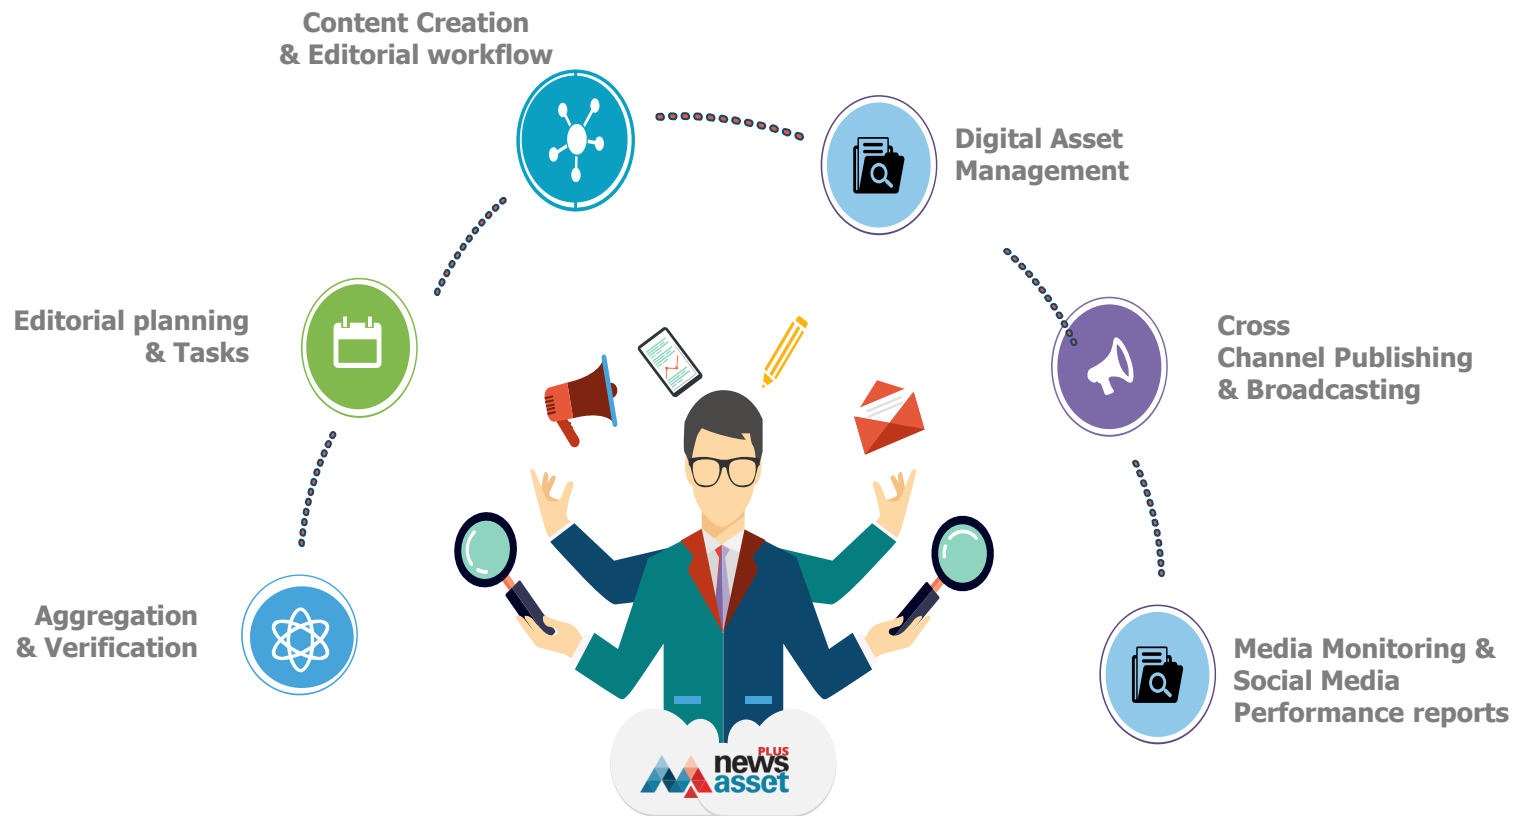 Content Creation
& Editorial workflow
Digital Asset
Management
Editorial planning
& Tasks
Cross
Channel Publishing
& Broadcasting
Aggregation
& Verification
Media Monitoring &
Social Media
Performance reports
PLUS
news
asset